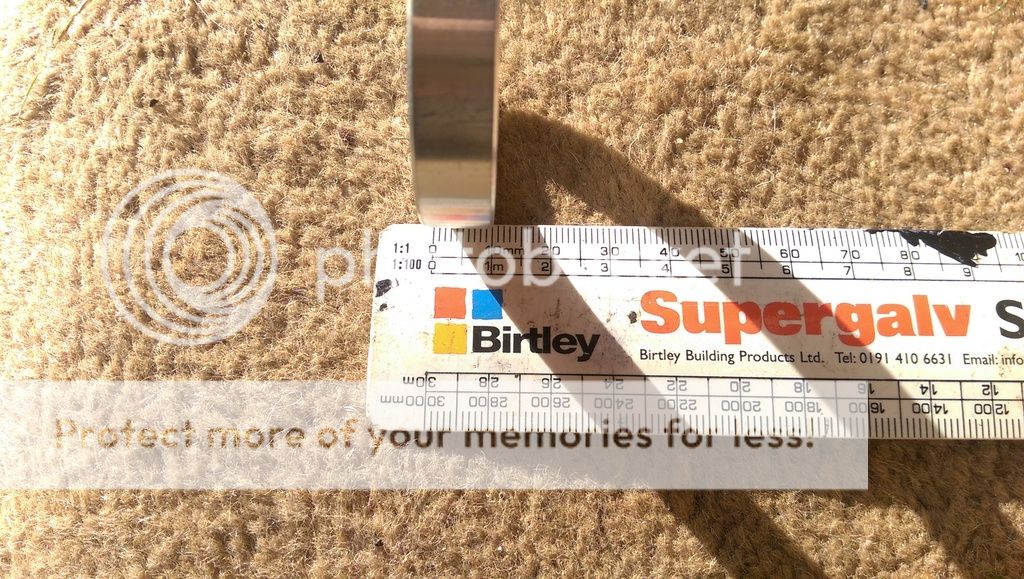 1:1 0 10mm 20 30 40 50 60 70 80 10
1:100 0 1m 2 3 4 5 6 7 8 9
photobucket
Supergalv S
Birtley
Birtley Building Products Ltd. Tel: 0191 410 6631 Email: info
30m 28 26 24 22 20 18 16 14 12
3000mm 2800 2600 2400 2200 2000 1800 1600 1400 1200
Protect more of your memories for less!